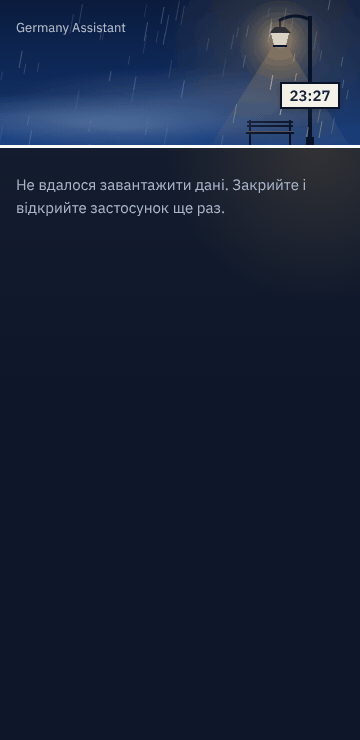 Germany Assistant
23:27
Не вдалося завантажити дані. Закрийте і
відкрийте застосунок ще раз.